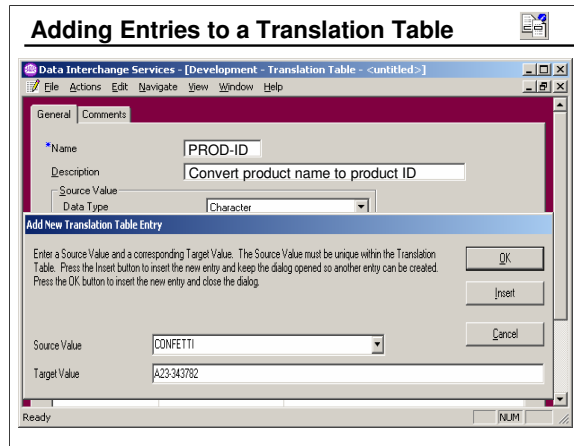 Adding Entries to a Translation Table
Data Interchange Services - [Development - Translation Table - <untitled>]
File Actions Edit Navigate View Window Help
General Comments
*Name PROD-ID
Description Convert product name to product ID
Source Value
Data Type Character
Add New Translation Table Entry
Enter a Source Value and a corresponding Target Value. The Source Value must be unique within the Translation
Table. Press the Insert button to insert the new entry and keep the dialog opened so another entry can be created.
Press the OK button to insert the new entry and close the dialog.
OK
Insert
Cancel
Source Value CONFETTI
Target Value A23-343782
Ready NUM